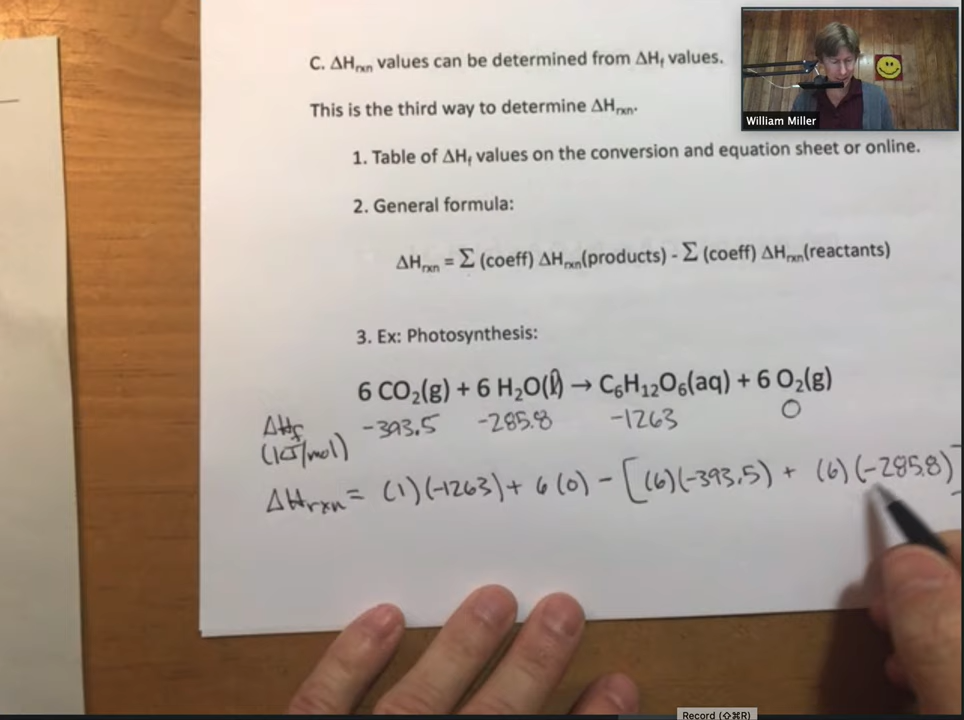 C. ΔHrxn values can be determined from ΔHf values.
William Miller
This is the third way to determine ΔHrxn.
1. Table of ΔHf values on the conversion and equation sheet or online.
2. General formula:
ΔHrxn = Σ (coeff) ΔHrxn(products) - Σ (coeff) ΔHrxn(reactants)
3. Ex: Photosynthesis:
6 CO₂(g) + 6 H₂O(l) → C₆H₁₂O₆(aq) + 6 O₂(g)
ΔHf -393.5 -285.8 -1263 0
(kJ/mol)
ΔHrxn = (1)(-1263) + 6(0) - [(6)(-393.5) + (6)(-285.8)]
Record (⇧⌘R)